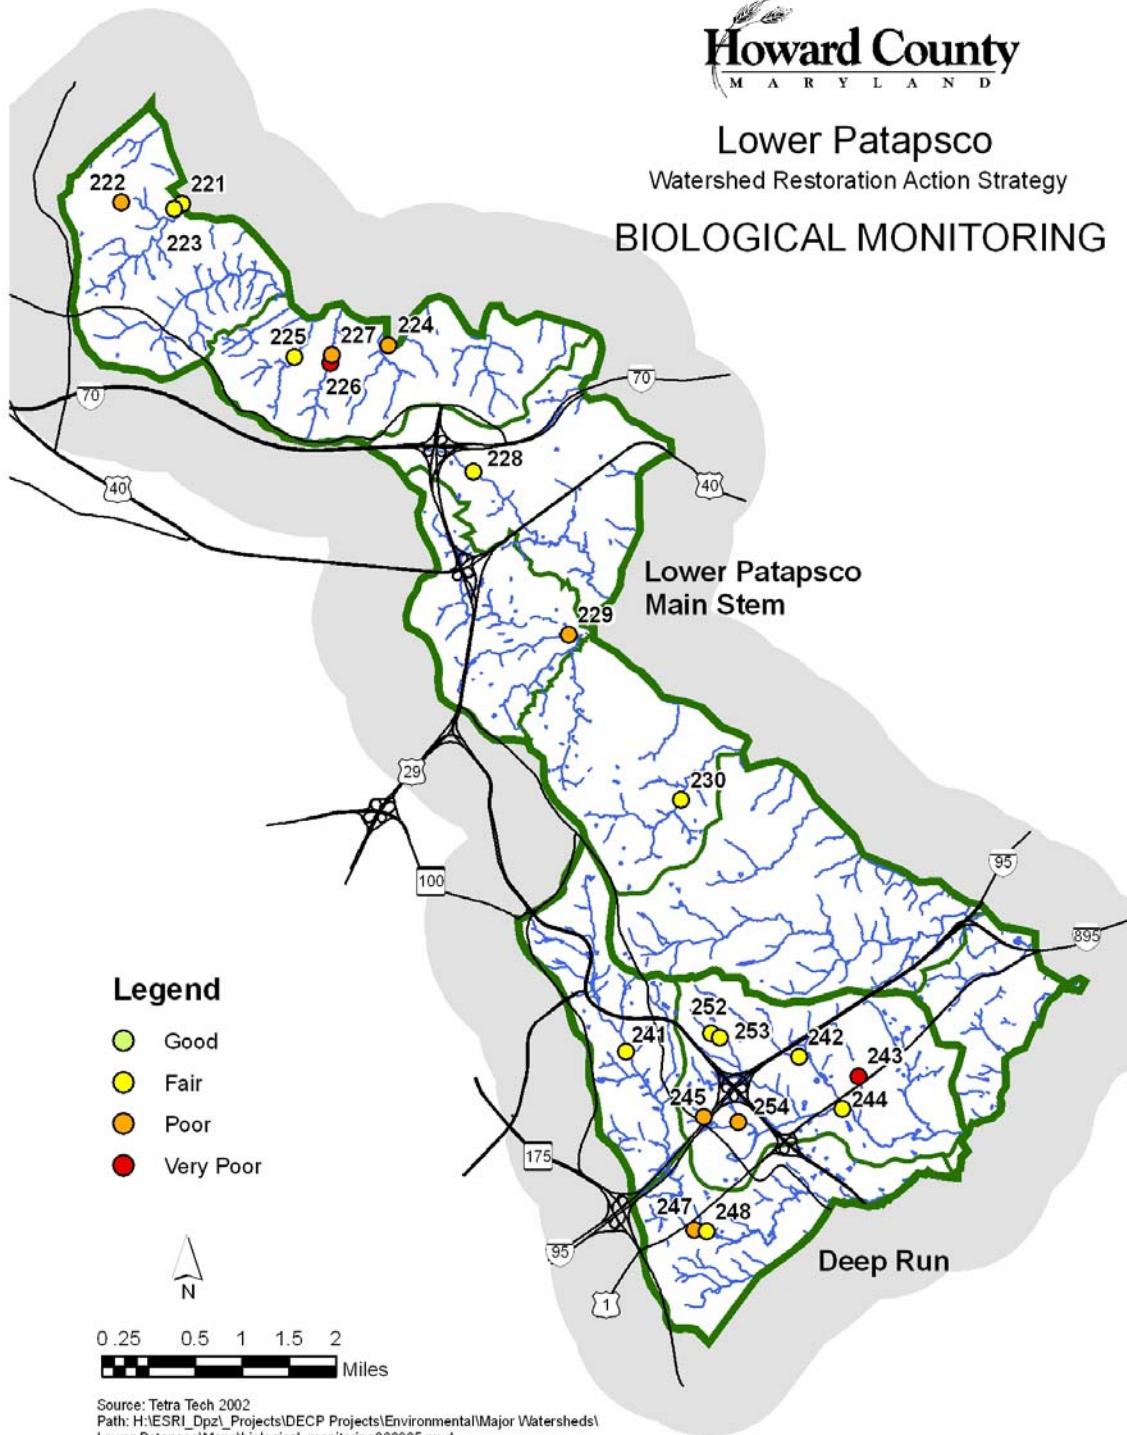 Howard County
MARYLAND
Lower Patapsco
Watershed Restoration Action Strategy
BIOLOGICAL MONITORING
222
221
223
225
227
224
226
70
70
228
40
40
Lower Patapsco
Main Stem
229
230
29
100
95
895
Legend
Good
Fair
Poor
Very Poor
252
253
241
242
243
244
245
254
175
247
248
95
1
Deep Run
N
0 .25 0.5 1 1.5 2
Miles
Source: Tetra Tech 2002
Path: H:\ESRI_Dpz\_Projects\DECP Projects\Environmental\Major Watersheds\